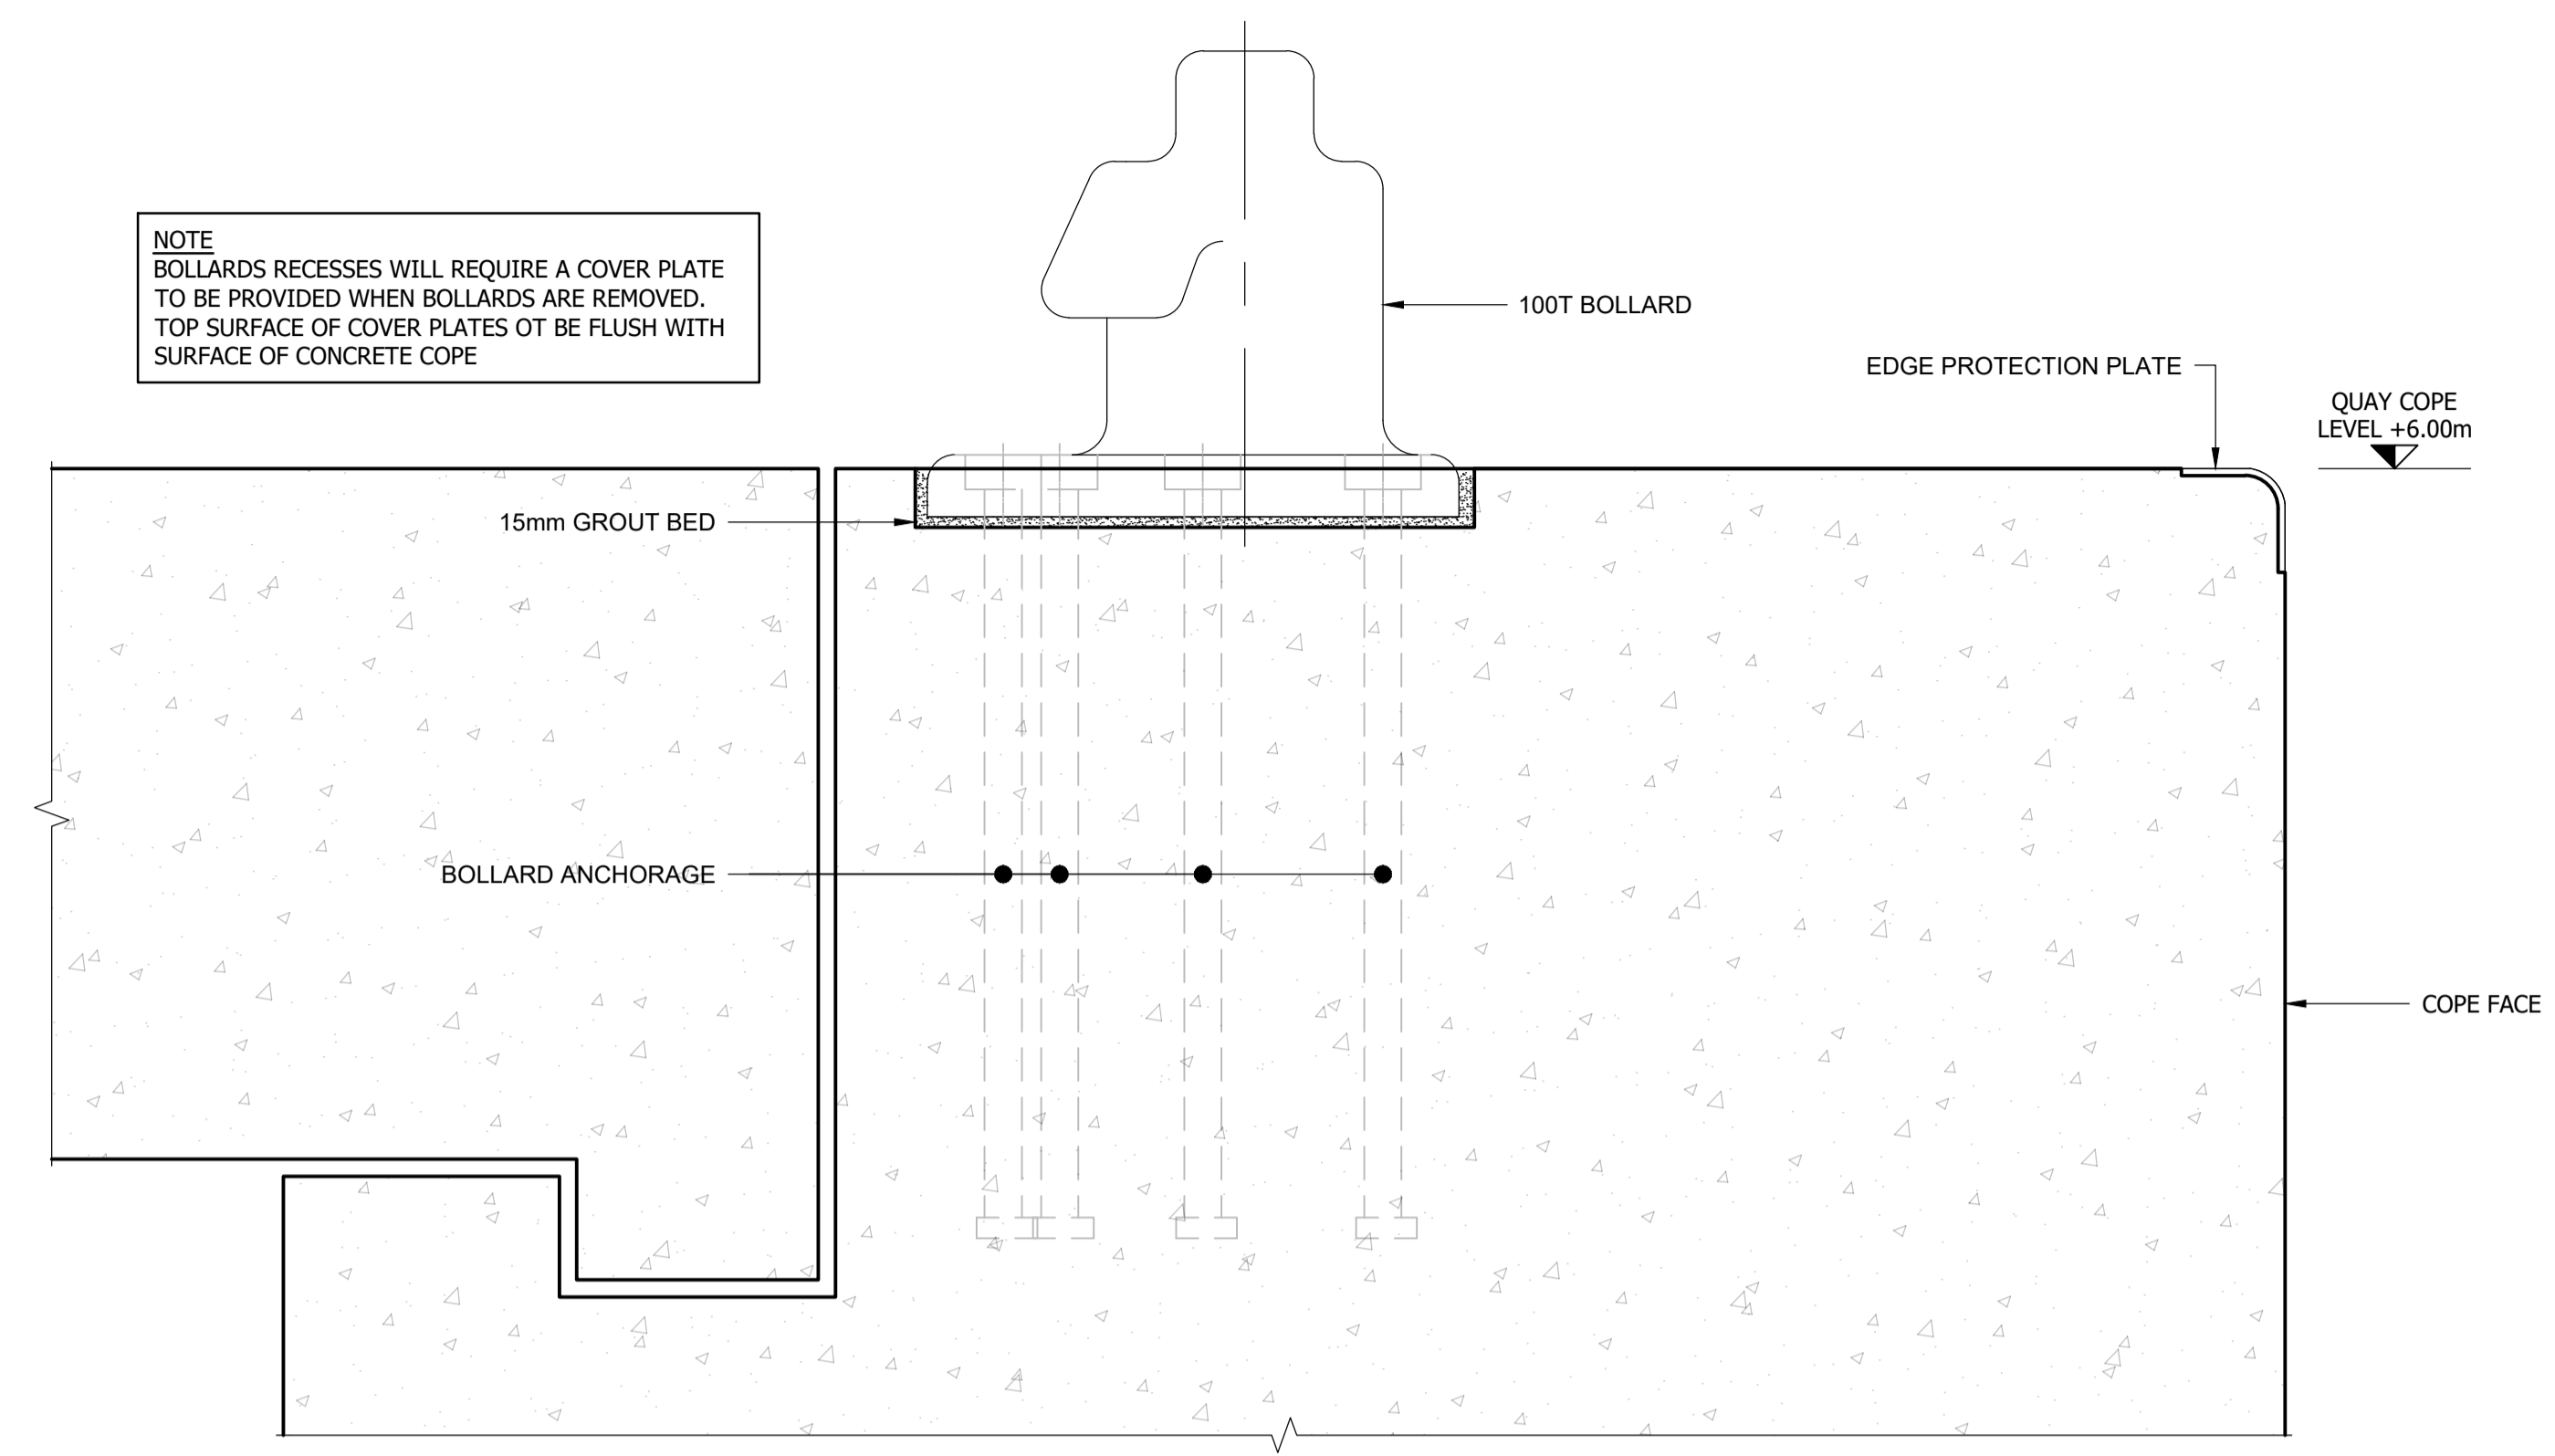 NOTE
BOLLARDS RECESSES WILL REQUIRE A COVER PLATE
TO BE PROVIDED WHEN BOLLARDS ARE REMOVED.
TOP SURFACE OF COVER PLATES OT BE FLUSH WITH
SURFACE OF CONCRETE COPE
100T BOLLARD
EDGE PROTECTION PLATE
QUAY COPE
LEVEL +6.00m
15mm GROUT BED
BOLLARD ANCHORAGE
COPE FACE